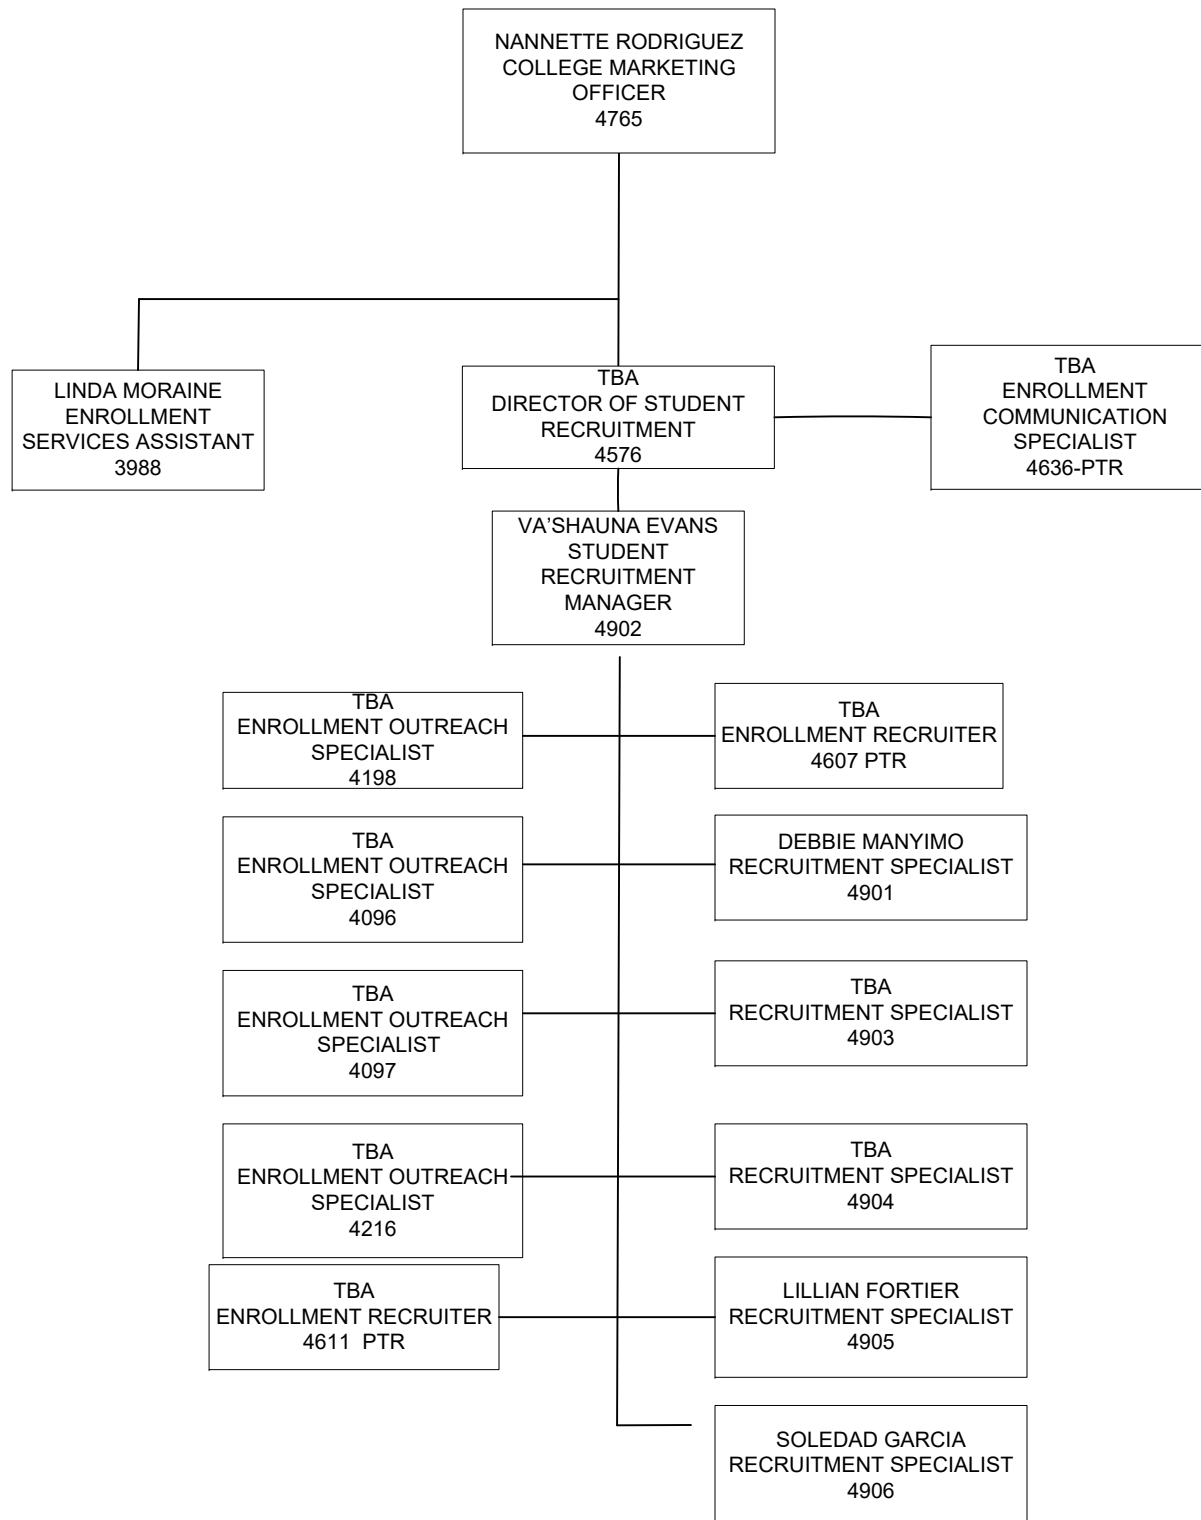 NANNETTE RODRIGUEZ
COLLEGE MARKETING
OFFICER
4765
LINDA MORAINE
ENROLLMENT
SERVICES ASSISTANT
3988
TBA
DIRECTOR OF STUDENT
RECRUITMENT
4576
TBA
ENROLLMENT
COMMUNICATION
SPECIALIST
4636-PTR
VA’SHAUNA EVANS
STUDENT
RECRUITMENT
MANAGER
4902
TBA
ENROLLMENT OUTREACH
SPECIALIST
4198
TBA
ENROLLMENT RECRUITER
4607 PTR
TBA
ENROLLMENT OUTREACH
SPECIALIST
4096
DEBBIE MANYIMO
RECRUITMENT SPECIALIST
4901
TBA
ENROLLMENT OUTREACH
SPECIALIST
4097
TBA
RECRUITMENT SPECIALIST
4903
TBA
ENROLLMENT OUTREACH
SPECIALIST
4216
TBA
RECRUITMENT SPECIALIST
4904
TBA
ENROLLMENT RECRUITER
4611 PTR
LILLIAN FORTIER
RECRUITMENT SPECIALIST
4905
SOLEDAD GARCIA
RECRUITMENT SPECIALIST
4906